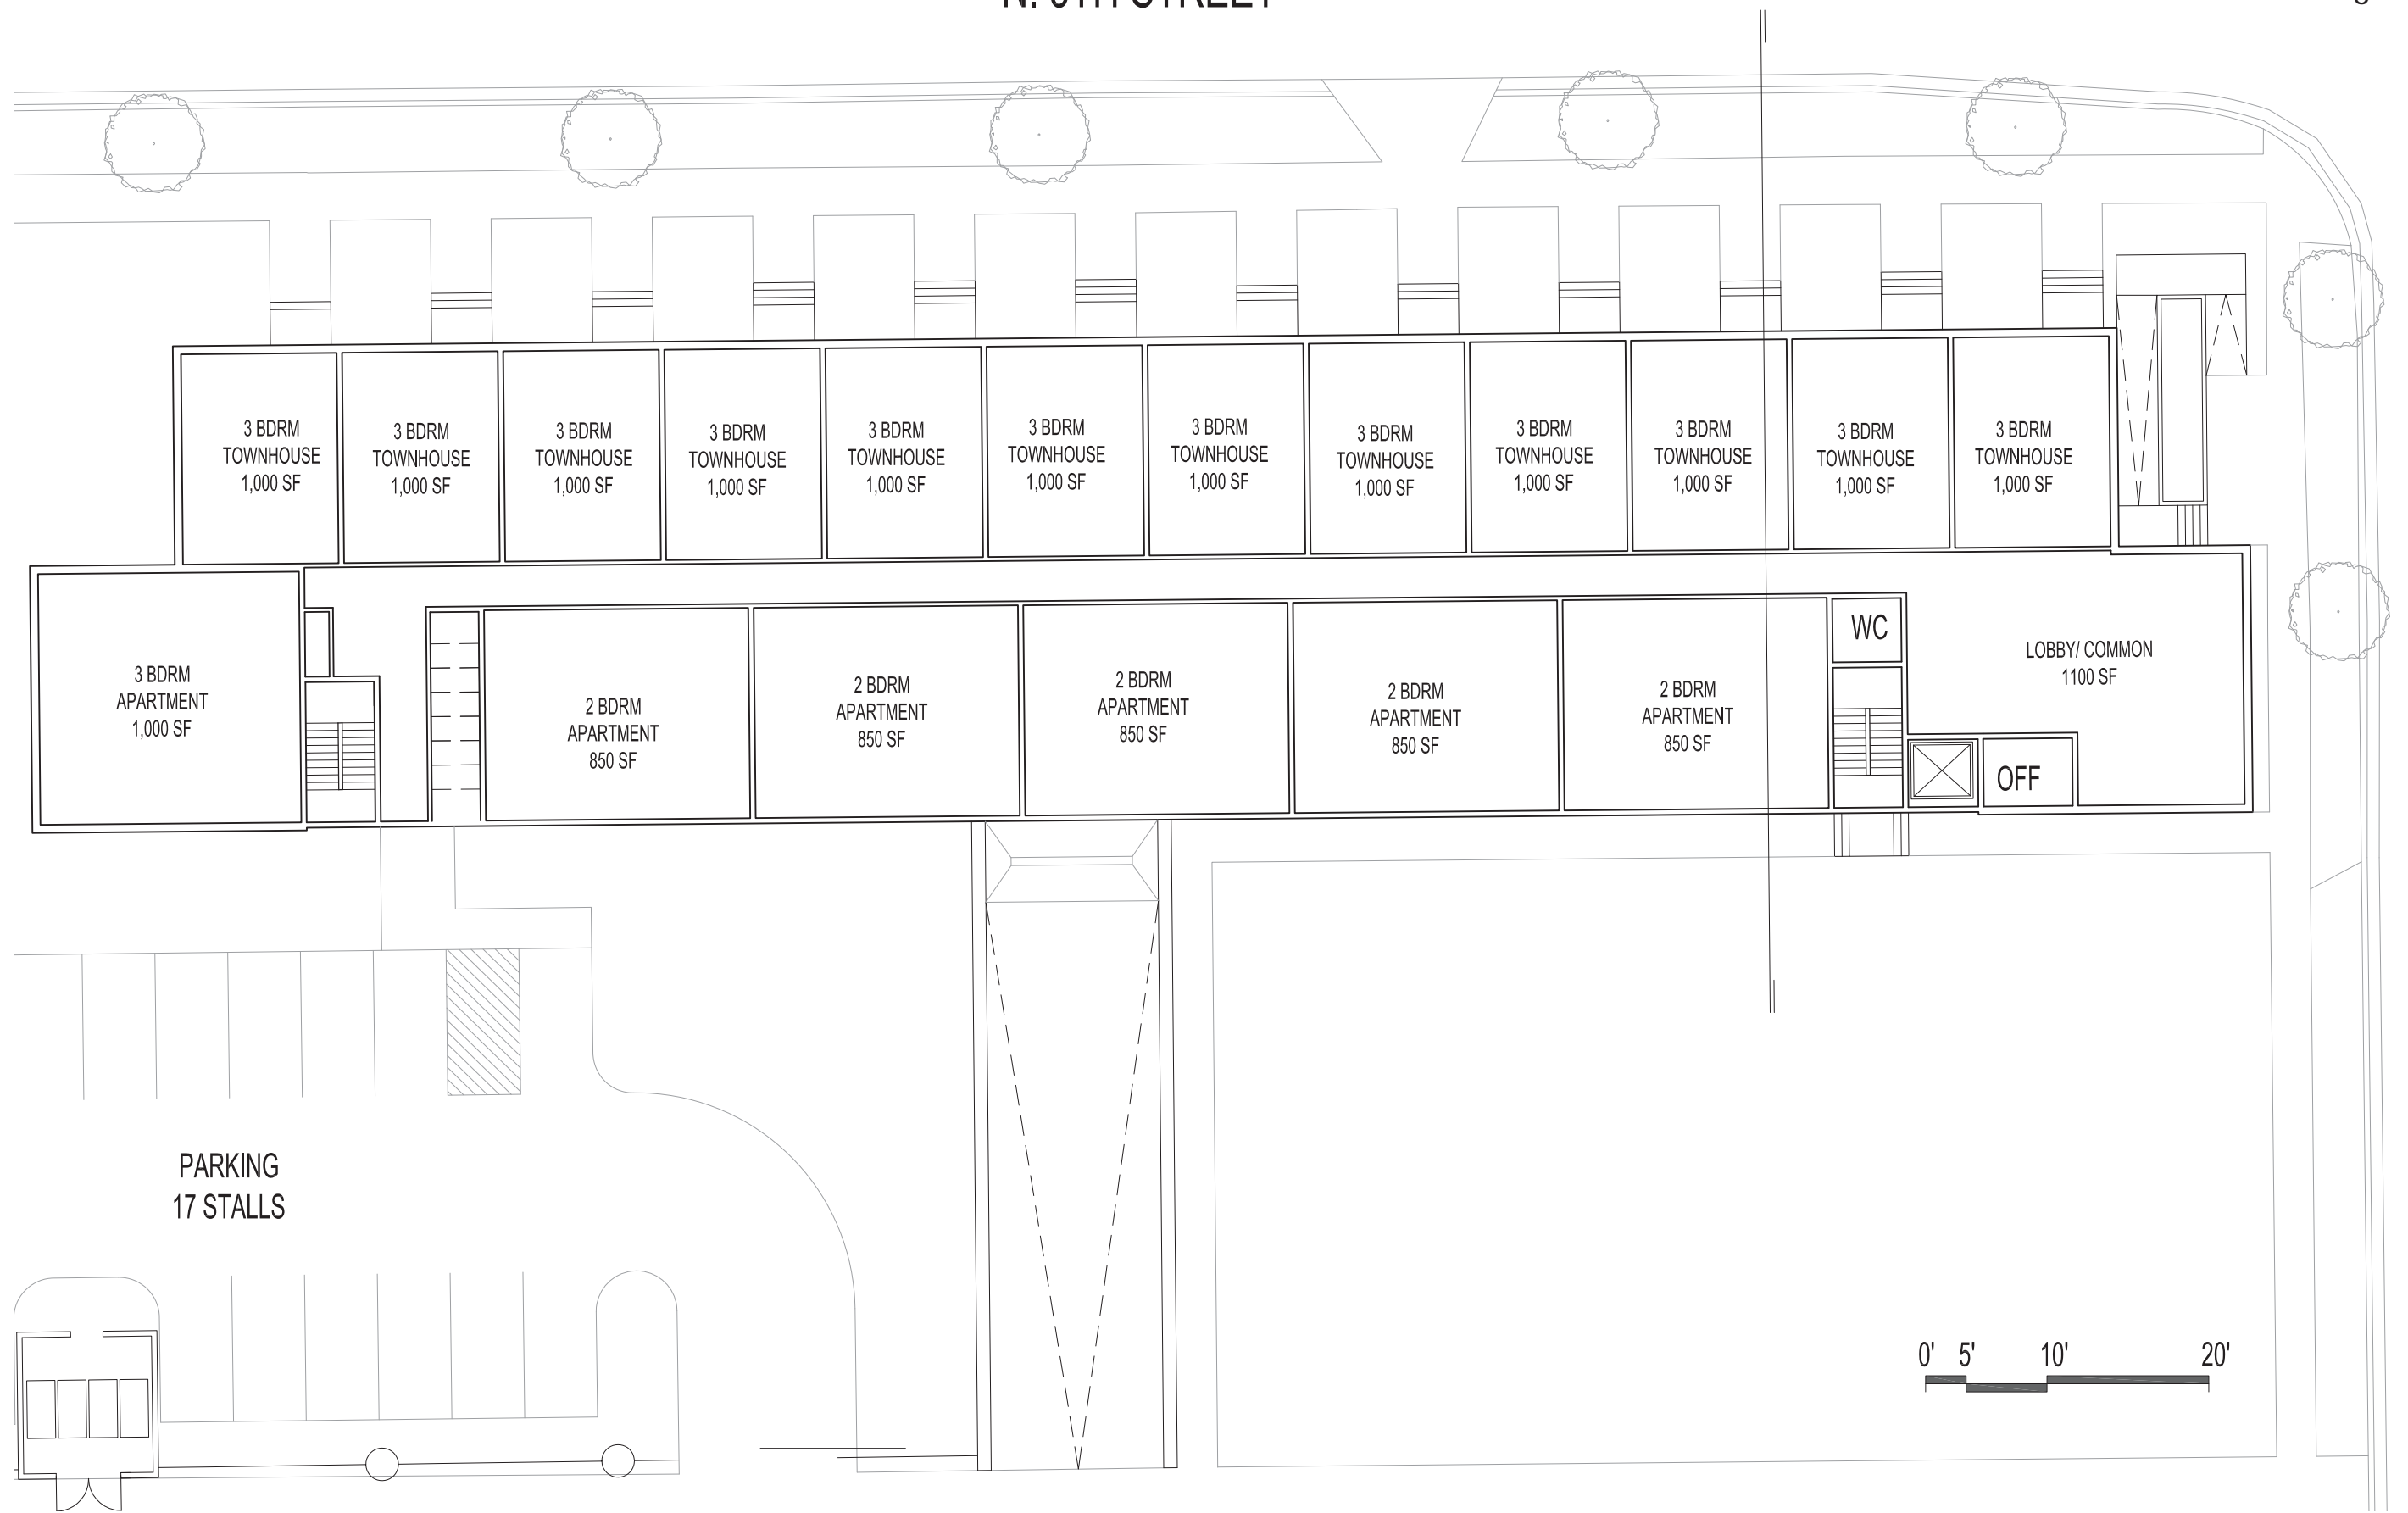 3 BDRM
TOWNHOUSE
1,000 SF
3 BDRM
TOWNHOUSE
1,000 SF
3 BDRM
TOWNHOUSE
1,000 SF
3 BDRM
TOWNHOUSE
1,000 SF
3 BDRM
TOWNHOUSE
1,000 SF
3 BDRM
TOWNHOUSE
1,000 SF
3 BDRM
TOWNHOUSE
1,000 SF
3 BDRM
TOWNHOUSE
1,000 SF
3 BDRM
TOWNHOUSE
1,000 SF
3 BDRM
TOWNHOUSE
1,000 SF
3 BDRM
TOWNHOUSE
1,000 SF
3 BDRM
TOWNHOUSE
1,000 SF
3 BDRM
APARTMENT
1,000 SF
2 BDRM
APARTMENT
850 SF
2 BDRM
APARTMENT
850 SF
2 BDRM
APARTMENT
850 SF
2 BDRM
APARTMENT
850 SF
2 BDRM
APARTMENT
850 SF
WC
LOBBY/ COMMON
1100 SF
OFF
PARKING
17 STALLS
0' 5' 10' 20'